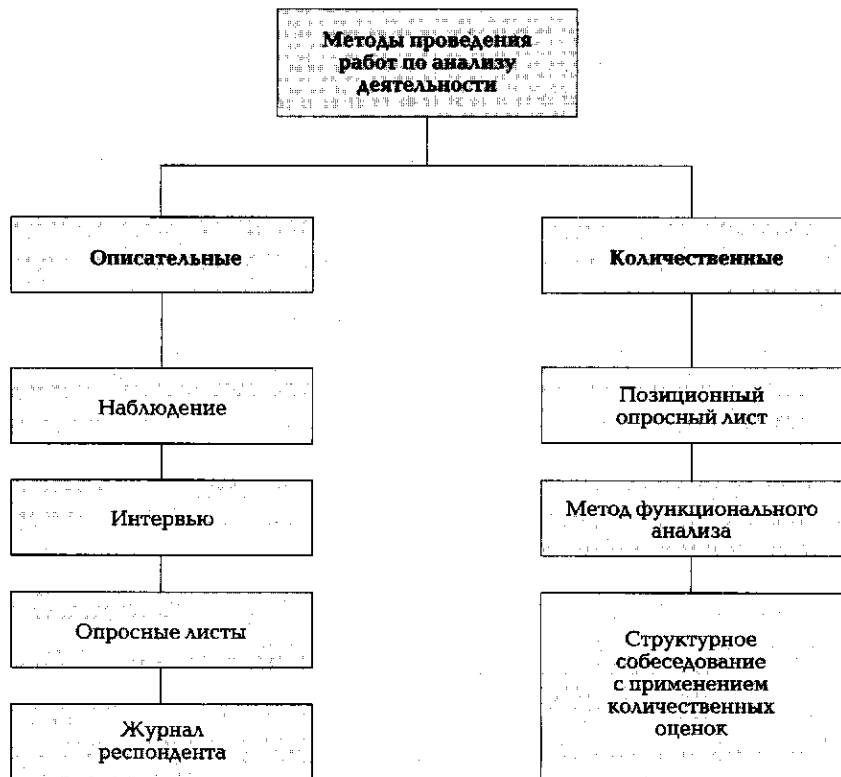 Методы проведения
работ по анализу
деятельности
Описательные
Количественные
Наблюдение
Позиционный
опросный лист
Интервью
Метод функционального
анализа
Опросные листы
Структурное
собеседование
с применением
количественных
оценок
Журнал
респондента